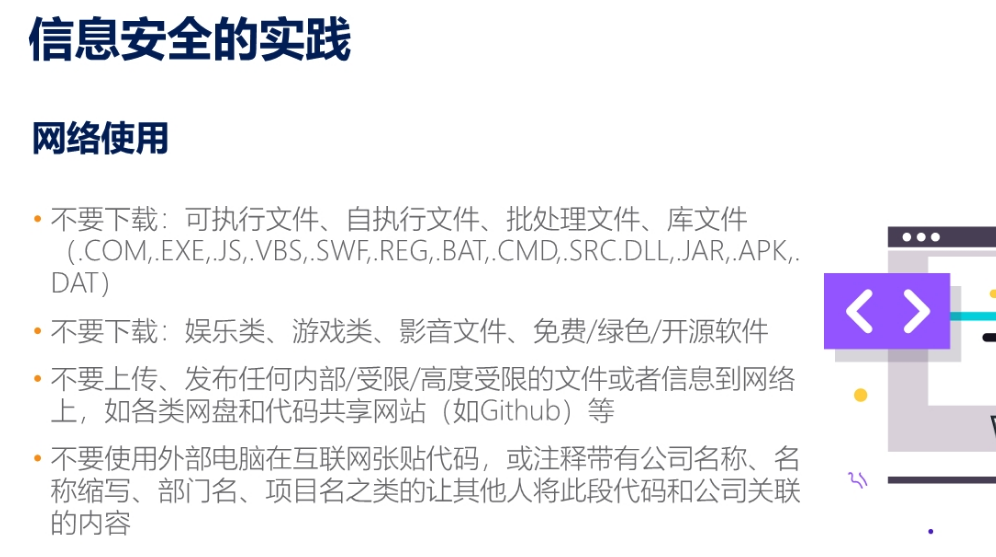 信息安全的实践
网络使用
• 不要下载：可执行文件、自执行文件、批处理文件、库文件
（.COM,.EXE,.JS,.VBS,.SWF,.REG,.BAT,.CMD,.SRC.DLL,.JAR,.APK,.
DAT）
• 不要下载：娱乐类、游戏类、影音文件、免费/绿色/开源软件
• 不要上传、发布任何内部/受限/高度受限的文件或者信息到网络
上，如各类网盘和代码共享网站（如Github）等
• 不要使用外部电脑在互联网张贴代码，或注释带有公司名称、名
称缩写、部门名、项目名之类的让其他人将此段代码和公司关联
的内容